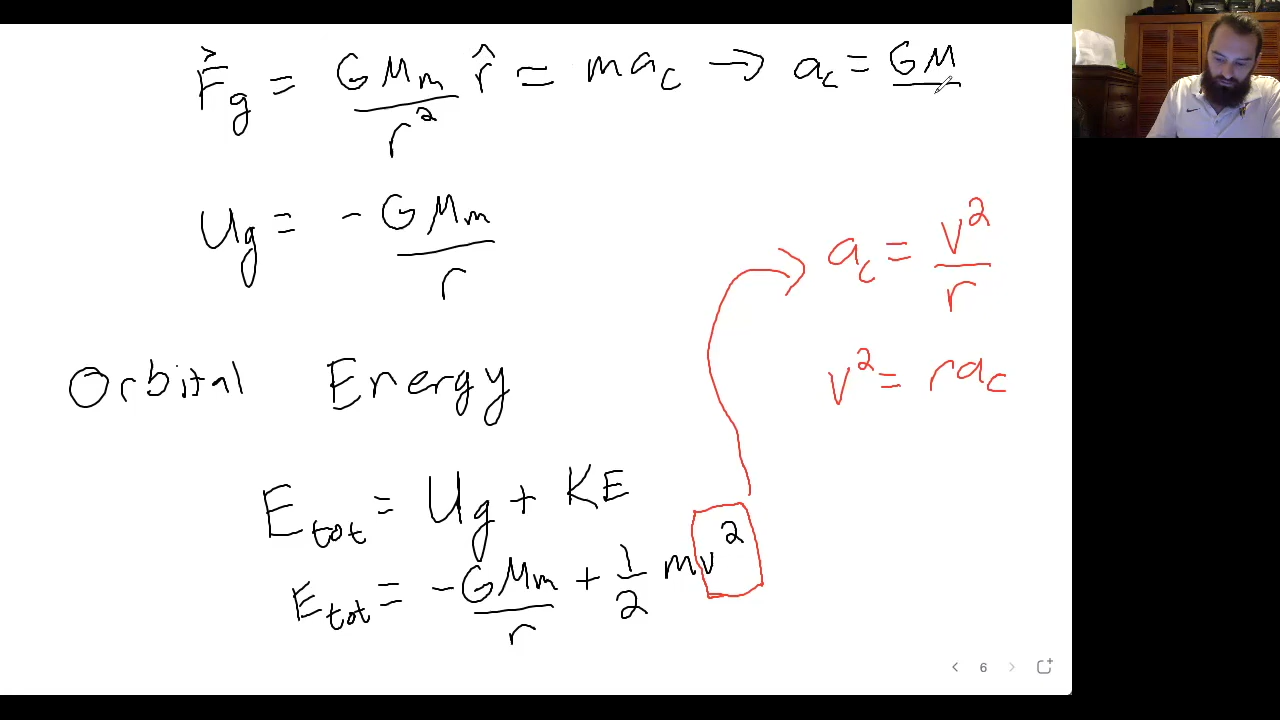 F⃗g = GMm/r² r̂ = mac → ac = GM
Ug = -GMm/r
ac = v²/r
v² = rac
Orbital Energy
Etot = Ug + KE
Etot = -GMm/r + 1/2 mv²
6